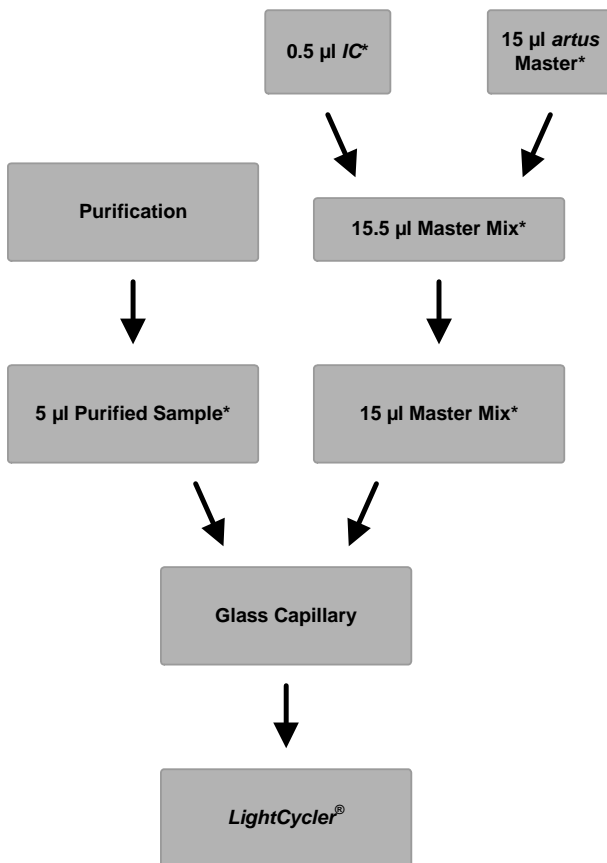 0.5 µl IC*
15 µl artus
Master*
Purification
15.5 µl Master Mix*
5 µl Purified Sample*
15 µl Master Mix*
Glass Capillary
LightCycler®